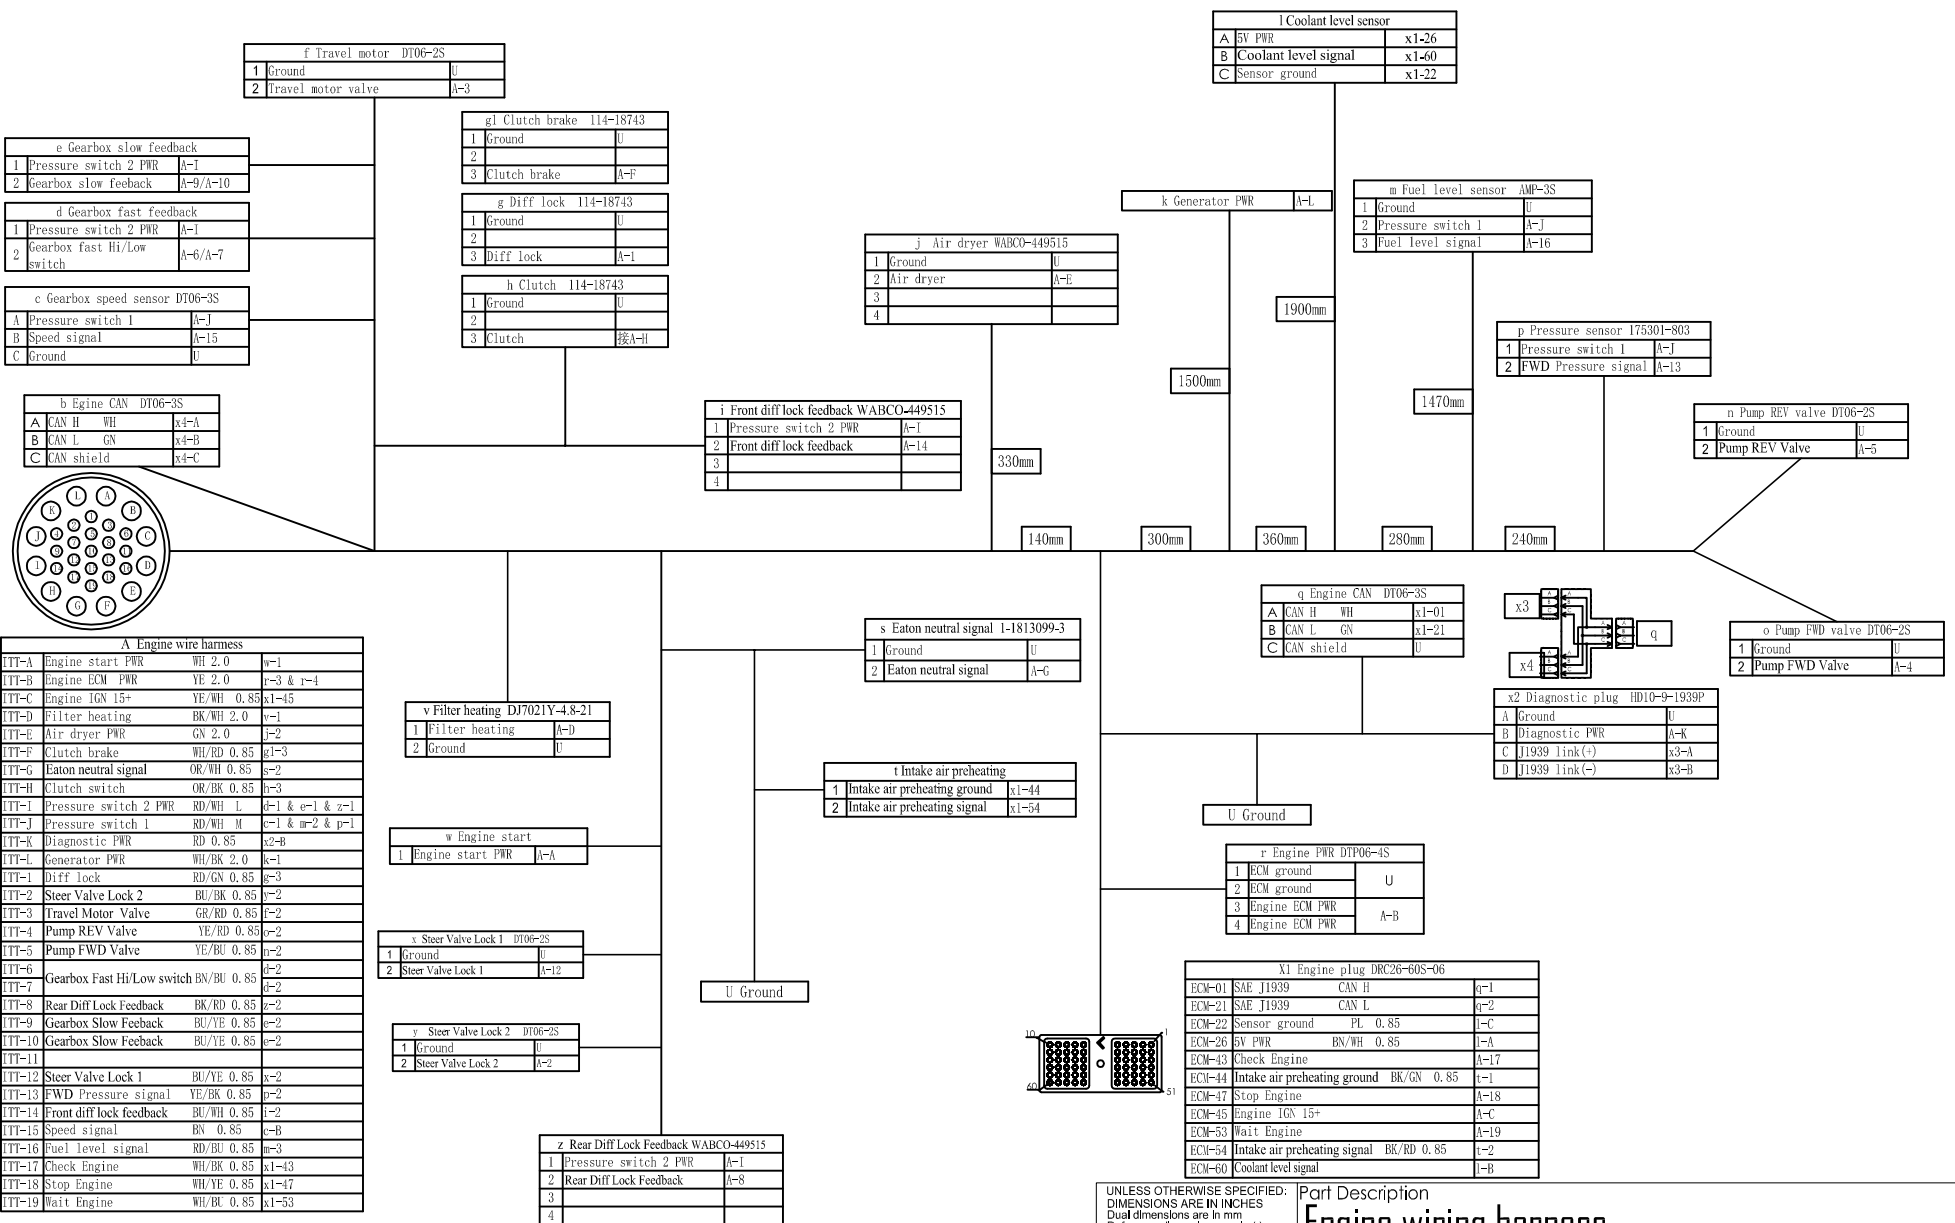 f Travel motor DT06-2S
1 Ground U
2 Travel motor valve A-3
e Gearbox slow feedback
1 Pressure switch 2 PWR A-I
2 Gearbox slow feeback A-9/A-10
d Gearbox fast feedback
1 Pressure switch 2 PWR A-I
2 Gearbox fast Hi/Low switch A-6/A-7
c Gearbox speed sensor DT06-3S
A Pressure switch 1 A-J
B Speed signal A-15
C Ground U
b Egine CAN DT06-3S
A CAN H WH x4-A
B CAN L GN x4-B
C CAN shield x4-C
g1 Clutch brake 114-18743
1 Ground U
2
3 Clutch brake A-F
g Diff lock 114-18743
1 Ground U
2
3 Diff lock A-1
h Clutch 114-18743
1 Ground U
2
3 Clutch 接A-H
i Front diff lock feedback WABCO-449515
1 Pressure switch 2 PWR A-I
2 Front diff lock feedback A-14
3
4
j Air dryer WABCO-449515
1 Ground U
2 Air dryer A-E
3
4
k Generator PWR A-L
l Coolant level sensor
A 5V PWR x1-26
B Coolant level signal x1-60
C Sensor ground x1-22
m Fuel level sensor AMP-3S
1 Ground U
2 Pressure switch 1 A-J
3 Fuel level signal A-16
p Pressure sensor 175301-803
1 Pressure switch 1 A-J
2 FWD Pressure signal A-13
n Pump REV valve DT06-2S
1 Ground U
2 Pump REV Valve A-5
1900mm
1500mm
1470mm
330mm
140mm
300mm
360mm
280mm
240mm
L A K B J C I D H E G F
1 2 3 4 5 6 7 8 9 10 11 12 13 14 15 16 17 18 19
A Engine wire harness
ITT-A Engine start PWR WH 2.0 w-1
ITT-B Engine ECM PWR YE 2.0 r-3 & r-4
ITT-C Engine IGN 15+ YE/WH 0.85 x1-45
ITT-D Filter heating BK/WH 2.0 v-1
ITT-E Air dryer PWR GN 2.0 j-2
ITT-F Clutch brake WH/RD 0.85 g1-3
ITT-G Eaton neutral signal OR/WH 0.85 s-2
ITT-H Clutch switch OR/BK 0.85 h-3
ITT-I Pressure switch 2 PWR RD/WH L d-1 & e-1 & z-1
ITT-J Pressure switch 1 RD/WH M c-1 & m-2 & p-1
ITT-K Diagnostic PWR RD 0.85 x2-B
ITT-L Generator PWR WH/BK 2.0 k-1
ITT-1 Diff lock RD/GN 0.85 g-3
ITT-2 Steer Valve Lock 2 BU/BK 0.85 y-2
ITT-3 Travel Motor Valve GR/RD 0.85 f-2
ITT-4 Pump REV Valve YE/RD 0.85 o-2
ITT-5 Pump FWD Valve YE/BU 0.85 n-2
ITT-6 d-2
Gearbox Fast Hi/Low switch BN/BU 0.85
ITT-7 d-2
ITT-8 Rear Diff Lock Feedback BK/RD 0.85 z-2
ITT-9 Gearbox Slow Feeback BU/YE 0.85 e-2
ITT-10 Gearbox Slow Feeback BU/YE 0.85 e-2
ITT-11
ITT-12 Steer Valve Lock 1 BU/YE 0.85 x-2
ITT-13 FWD Pressure signal YE/BK 0.85 p-2
ITT-14 Front diff lock feedback BU/WH 0.85 i-2
ITT-15 Speed signal BN 0.85 c-B
ITT-16 Fuel level signal RD/BU 0.85 m-3
ITT-17 Check Engine WH/BK 0.85 x1-43
ITT-18 Stop Engine WH/YE 0.85 x1-47
ITT-19 Wait Engine WH/BU 0.85 x1-53
v Filter heating DJ7021Y-4.8-21
1 Filter heating A-D
2 Ground U
w Engine start
1 Engine start PWR A-A
x Steer Valve Lock 1 DT06-2S
1 Ground U
2 Steer Valve Lock 1 A-12
y Steer Valve Lock 2 DT06-2S
1 Ground U
2 Steer Valve Lock 2 A-2
z Rear Diff Lock Feedback WABCO-449515
1 Pressure switch 2 PWR A-I
2 Rear Diff Lock Feedback A-8
3
4
s Eaton neutral signal 1-1813099-3
1 Ground U
2 Eaton neutral signal A-G
t Intake air preheating
1 Intake air preheating ground x1-44
2 Intake air preheating signal x1-54
U Ground
q Engine CAN DT06-3S
A CAN H WH x1-01
B CAN L GN x1-21
C CAN shield U
x3
x4
q
o Pump FWD valve DT06-2S
1 Ground U
2 Pump FWD Valve A-4
x2 Diagnostic plug HD10-9-1939P
A Ground U
B Diagnostic PWR A-K
C J1939 link(+) x3-A
D J1939 link(-) x3-B
U Ground
r Engine PWR DTP06-4S
1 ECM ground U
2 ECM ground
3 Engine ECM PWR A-B
4 Engine ECM PWR
10 1
60 51
X1 Engine plug DRC26-60S-06
ECM-01 SAE J1939 CAN H q-1
ECM-21 SAE J1939 CAN L q-2
ECM-22 Sensor ground PL 0.85 l-C
ECM-26 5V PWR BN/WH 0.85 l-A
ECM-43 Check Engine A-17
ECM-44 Intake air preheating ground BK/GN 0.85 t-1
ECM-47 Stop Engine A-18
ECM-45 Engine IGN 15+ A-C
ECM-53 Wait Engine A-19
ECM-54 Intake air preheating signal BK/RD 0.85 t-2
ECM-60 Coolant level signal l-B
UNLESS OTHERWISE SPECIFIED:
DIMENSIONS ARE IN INCHES
Dual dimensions are in mm
Part Description
Engine wiring harness